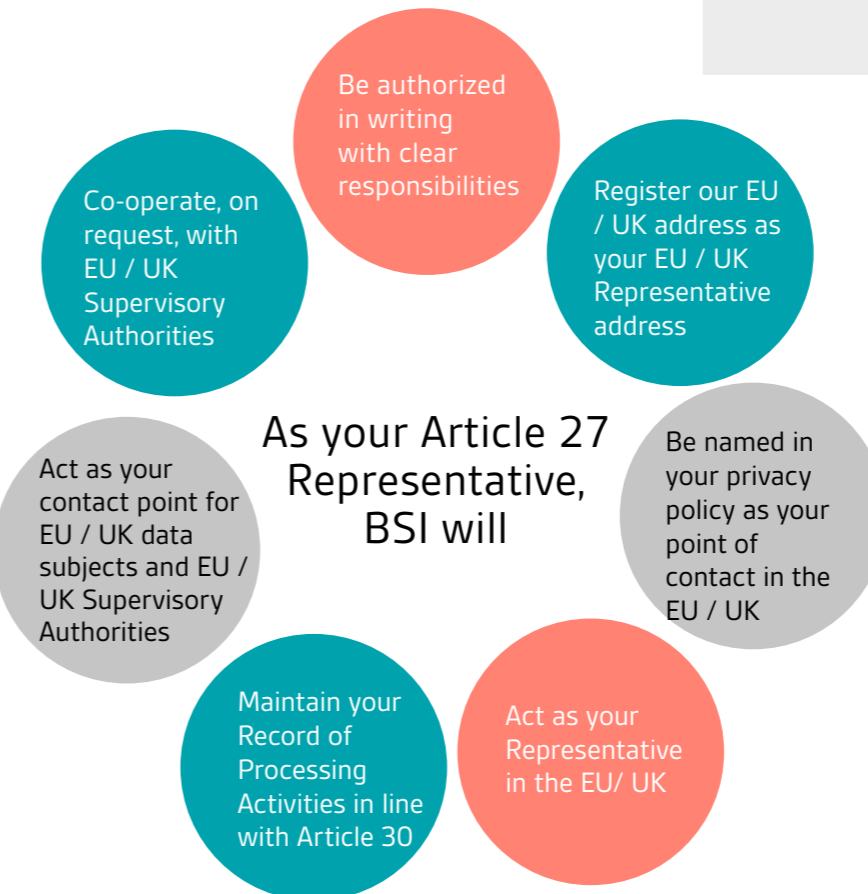 Be authorized
in writing
with clear
responsibilities
Register our EU
/ UK address as
your EU / UK
Representative
address
Be named in
your privacy
policy as your
point of
contact in the
EU / UK
Act as your
Representative
in the EU/ UK
Maintain your
Record of
Processing
Activities in line
with Article 30
Act as your
contact point for
EU / UK data
subjects and EU /
UK Supervisory
Authorities
Co-operate, on
request, with
EU / UK
Supervisory
Authorities
As your Article 27
Representative,
BSI will